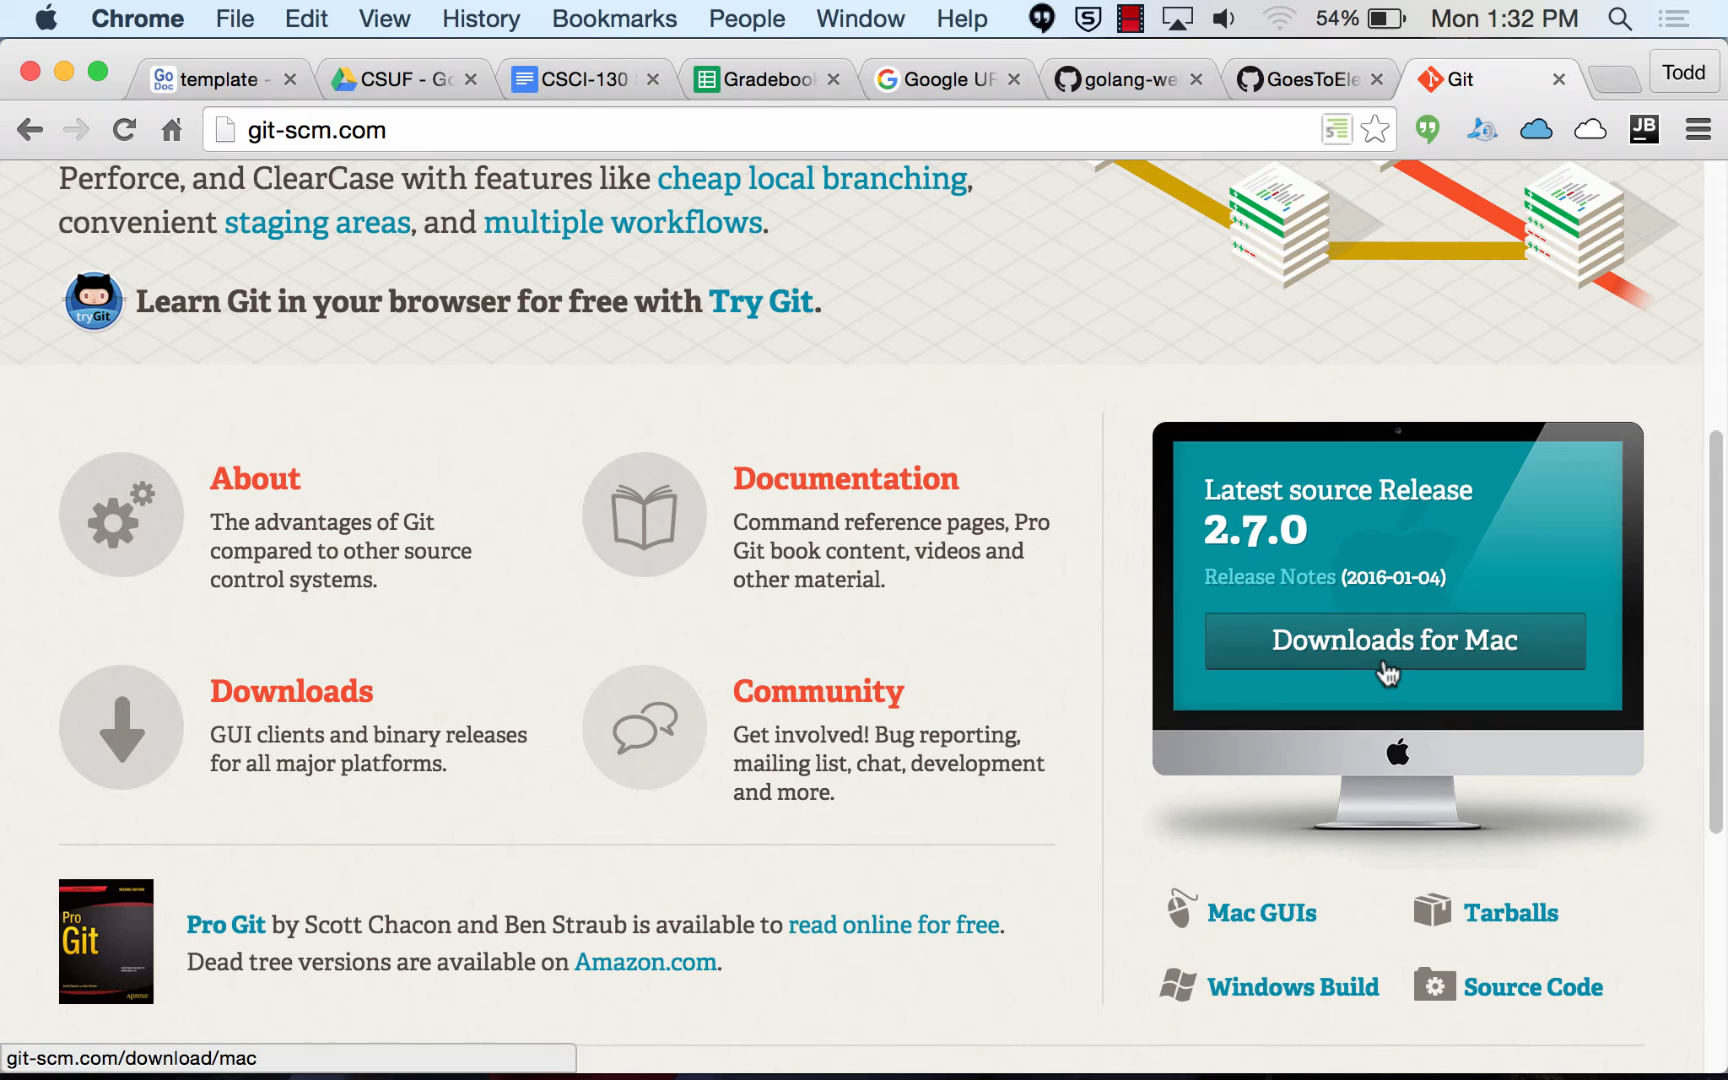 Chrome File Edit View History Bookmarks People Window Help 54% Mon 1:32 PM
Go Doc template - CSUF - Go CSCI-130 Gradebook Google UR golang-we GoesToEle Git Todd
git-scm.com JB
Perforce, and ClearCase with features like cheap local branching,
convenient staging areas, and multiple workflows.
tryGit
Learn Git in your browser for free with Try Git.
About
The advantages of Git
compared to other source
control systems.
Documentation
Command reference pages, Pro
Git book content, videos and
other material.
Latest source Release
2.7.0
Release Notes (2016-01-04)
Downloads for Mac
Downloads
GUI clients and binary releases
for all major platforms.
Community
Get involved! Bug reporting,
mailing list, chat, development
and more.
Pro
Git
Apress
Pro Git by Scott Chacon and Ben Straub is available to read online for free.
Dead tree versions are available on Amazon.com.
Mac GUIs
Tarballs
Windows Build
Source Code
git-scm.com/download/mac